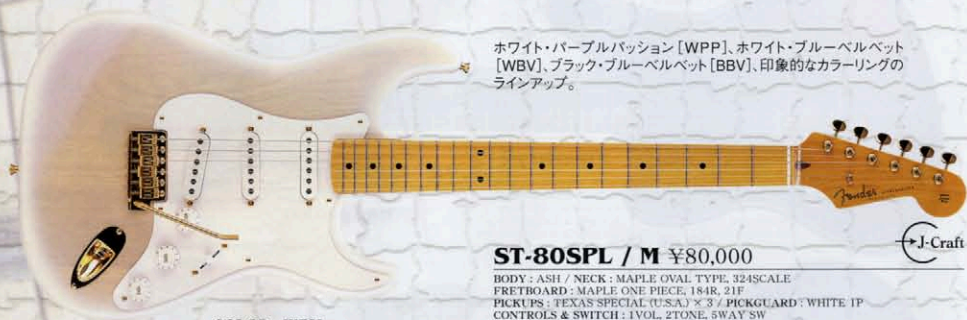 ホワイト・パープルパッション [WPP]、ホワイト・ブルーベルベット
[WBV]、ブラック・ブルーベルベット [BBV]、印象的なカラーリングの
ラインアップ。
Fender
J-Craft
ST-80SPL / M ¥80,000
BODY : ASH / NECK : MAPLE OVAL TYPE, 324SCALE
FRETBOARD : MAPLE ONE PIECE, 184R, 21F
PICKUPS : TEXAS SPECIAL (U.S.A.) × 3 / PICKGUARD : WHITE 1P
CONTROLS & SWITCH : 1VOL, 2TONE, 5WAY SW